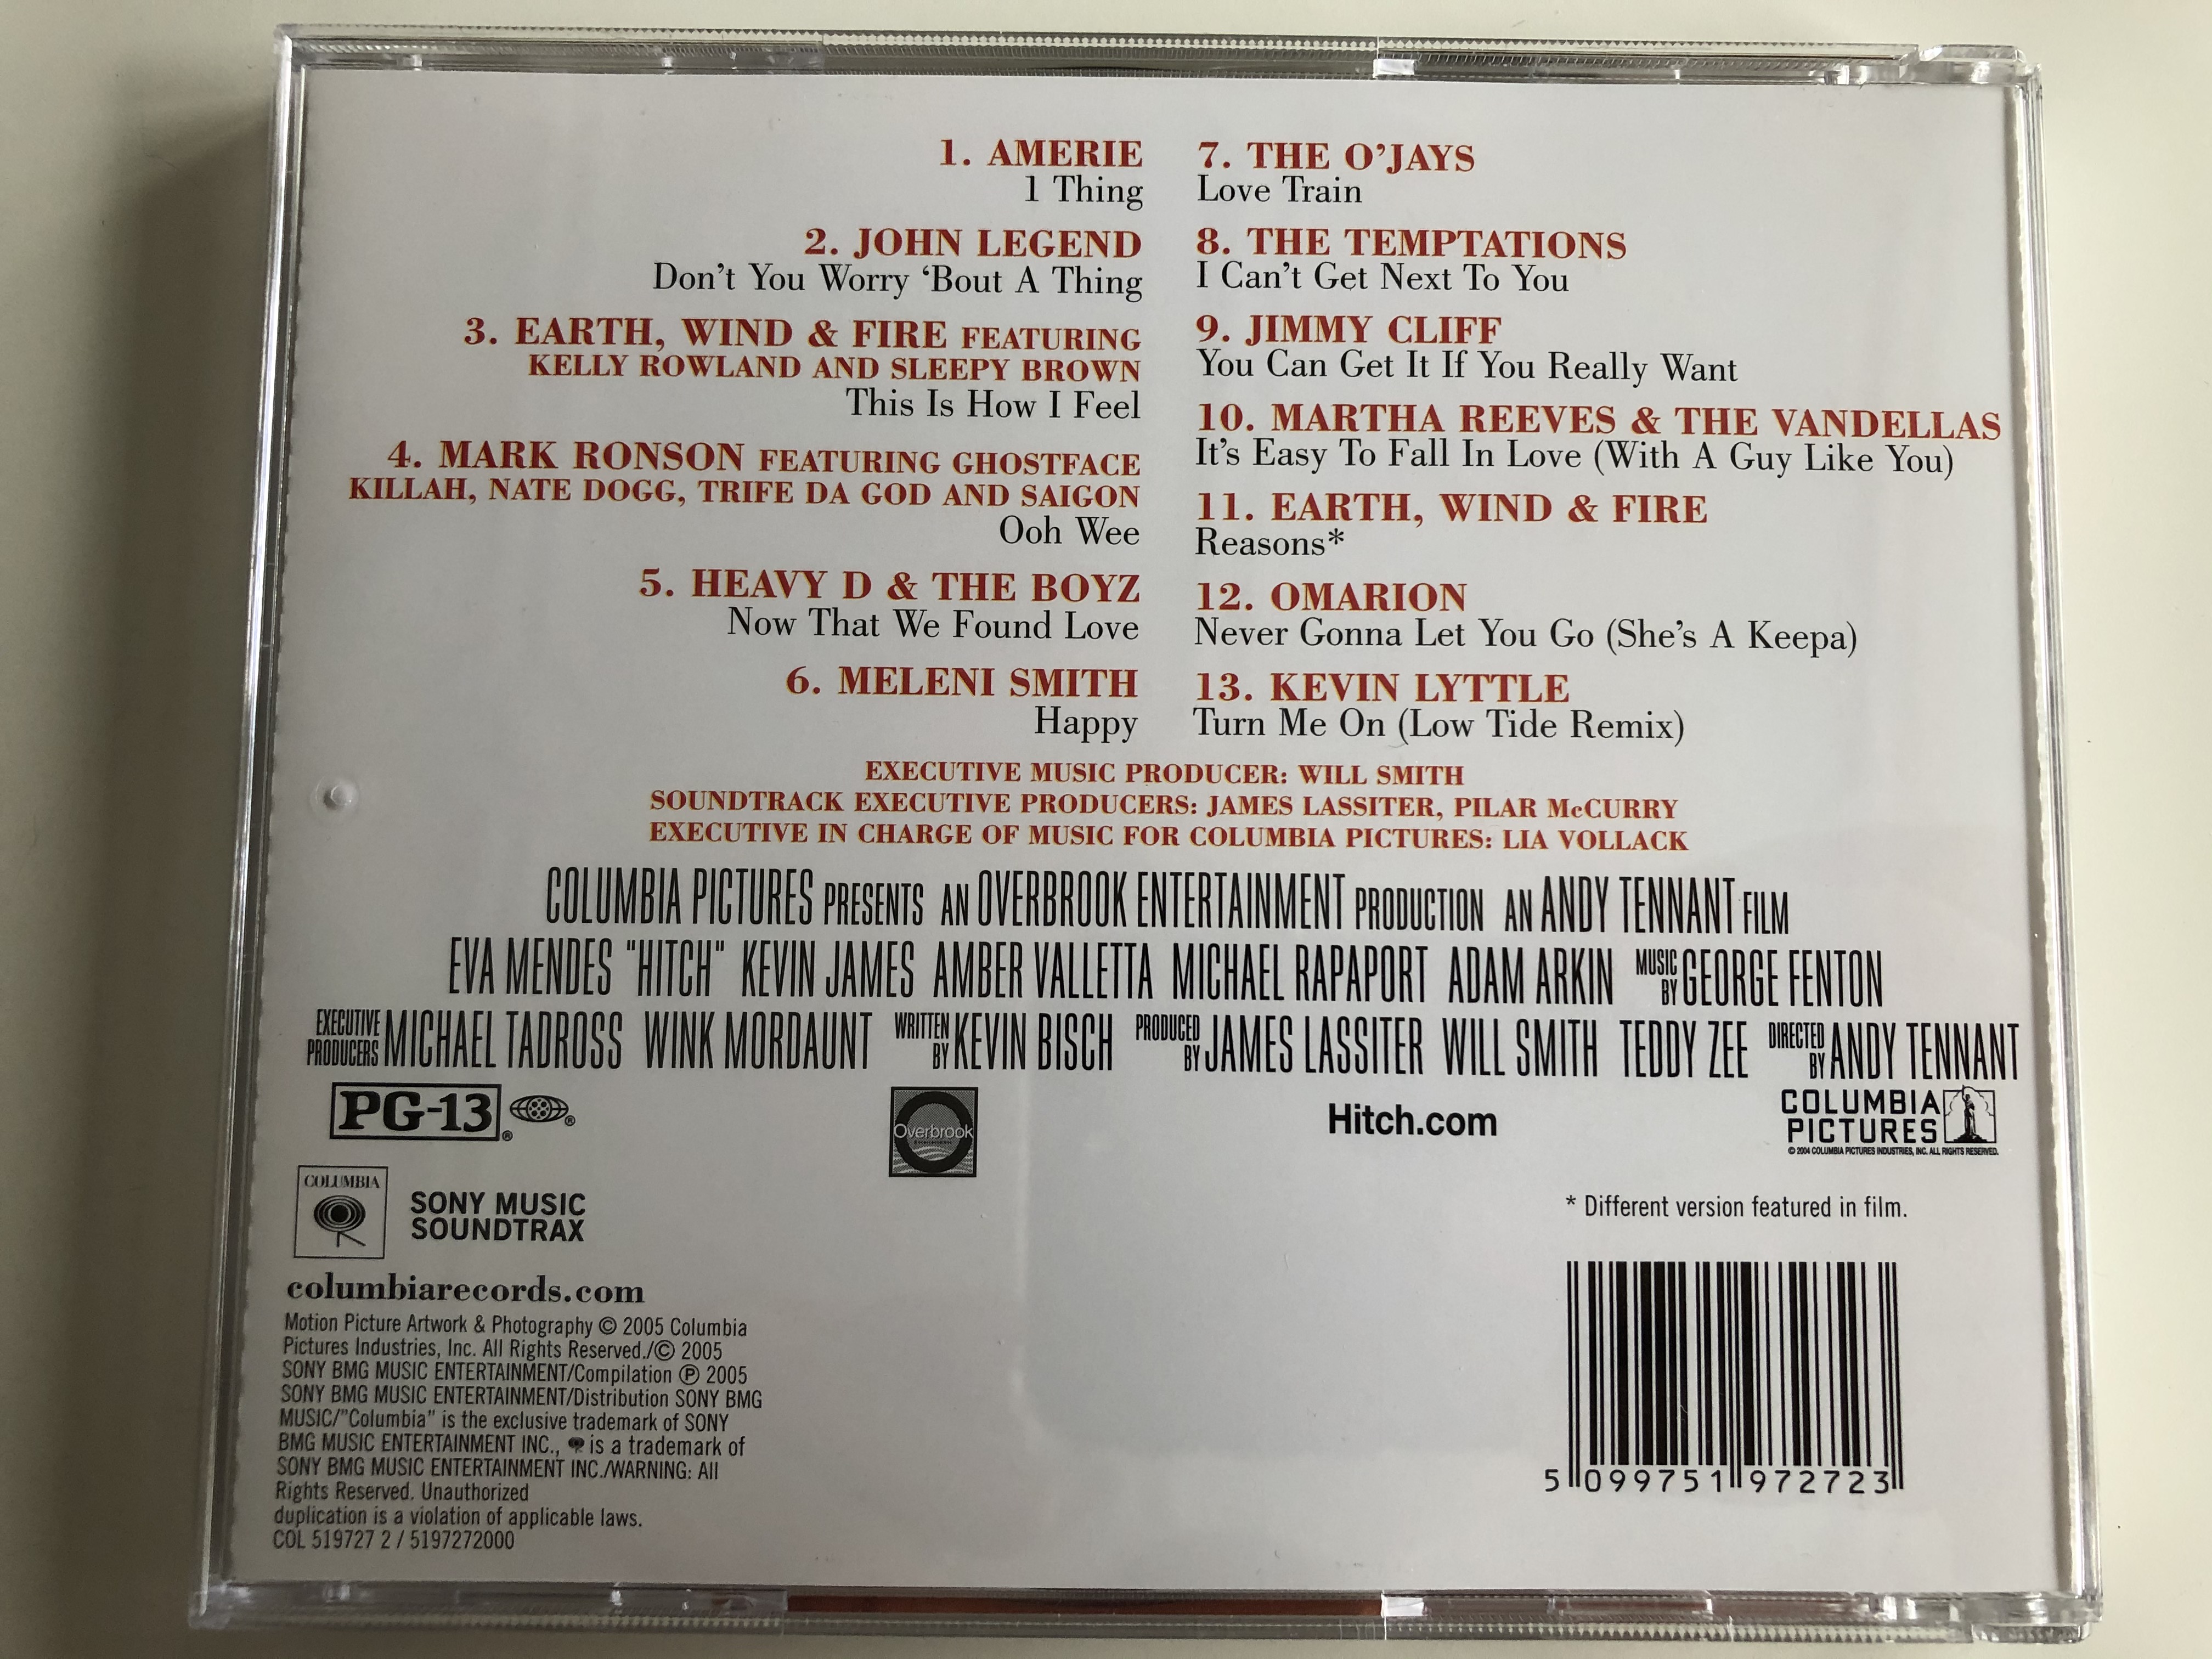 1. AMERIE
1 Thing
2. JOHN LEGEND
Don't You Worry 'Bout A Thing
3. EARTH, WIND & FIRE FEATURING
KELLY ROWLAND AND SLEEPY BROWN
This Is How I Feel
4. MARK RONSON FEATURING GHOSTFACE
KILLAH, NATE DOGG, TRIFE DA GOD AND SAIGON
Ooh Wee
5. HEAVY D & THE BOYZ
Now That We Found Love
6. MELENI SMITH
Happy
7. THE O'JAYS
Love Train
8. THE TEMPTATIONS
I Can't Get Next To You
9. JIMMY CLIFF
You Can Get It If You Really Want
10. MARTHA REEVES & THE VANDELLAS
It's Easy To Fall In Love (With A Guy Like You)
11. EARTH, WIND & FIRE
Reasons*
12. OMARION
Never Gonna Let You Go (She's A Keepa)
13. KEVIN LYTTLE
Turn Me On (Low Tide Remix)
EXECUTIVE MUSIC PRODUCER: WILL SMITH
SOUNDTRACK EXECUTIVE PRODUCERS: JAMES LASSITER, PILAR McCURRY
EXECUTIVE IN CHARGE OF MUSIC FOR COLUMBIA PICTURES: LIA VOLLACK
COLUMBIA PICTURES PRESENTS AN OVERBROOK ENTERTAINMENT PRODUCTION AN ANDY TENNANT FILM
EVA MENDES "HITCH" KEVIN JAMES AMBER VALLETTA MICHAEL RAPAPORT ADAM ARKIN MUSIC BY GEORGE FENTON
EXECUTIVE PRODUCERS MICHAEL TADROSS WINK MORDAUNT WRITTEN BY KEVIN BISCH PRODUCED BY JAMES LASSITER WILL SMITH TEDDY ZEE DIRECTED BY ANDY TENNANT
PG-13 ® ®
Overbrook
Hitch.com
COLUMBIA
PICTURES
© 2004 COLUMBIA PICTURES INDUSTRIES, INC. ALL RIGHTS RESERVED.
COLUMBIA
SONY MUSIC
SOUNDTRAX
* Different version featured in film.
columbiarecords.com
Motion Picture Artwork & Photography © 2005 Columbia
Pictures Industries, Inc. All Rights Reserved./© 2005
SONY BMG MUSIC ENTERTAINMENT/Compilation ℗ 2005
SONY BMG MUSIC ENTERTAINMENT/Distribution SONY BMG
MUSIC/"Columbia" is the exclusive trademark of SONY
BMG MUSIC ENTERTAINMENT INC., is a trademark of
SONY BMG MUSIC ENTERTAINMENT INC./WARNING: All
Rights Reserved. Unauthorized
duplication is a violation of applicable laws.
COL 519727 2 / 5197272000
5 099751 972723